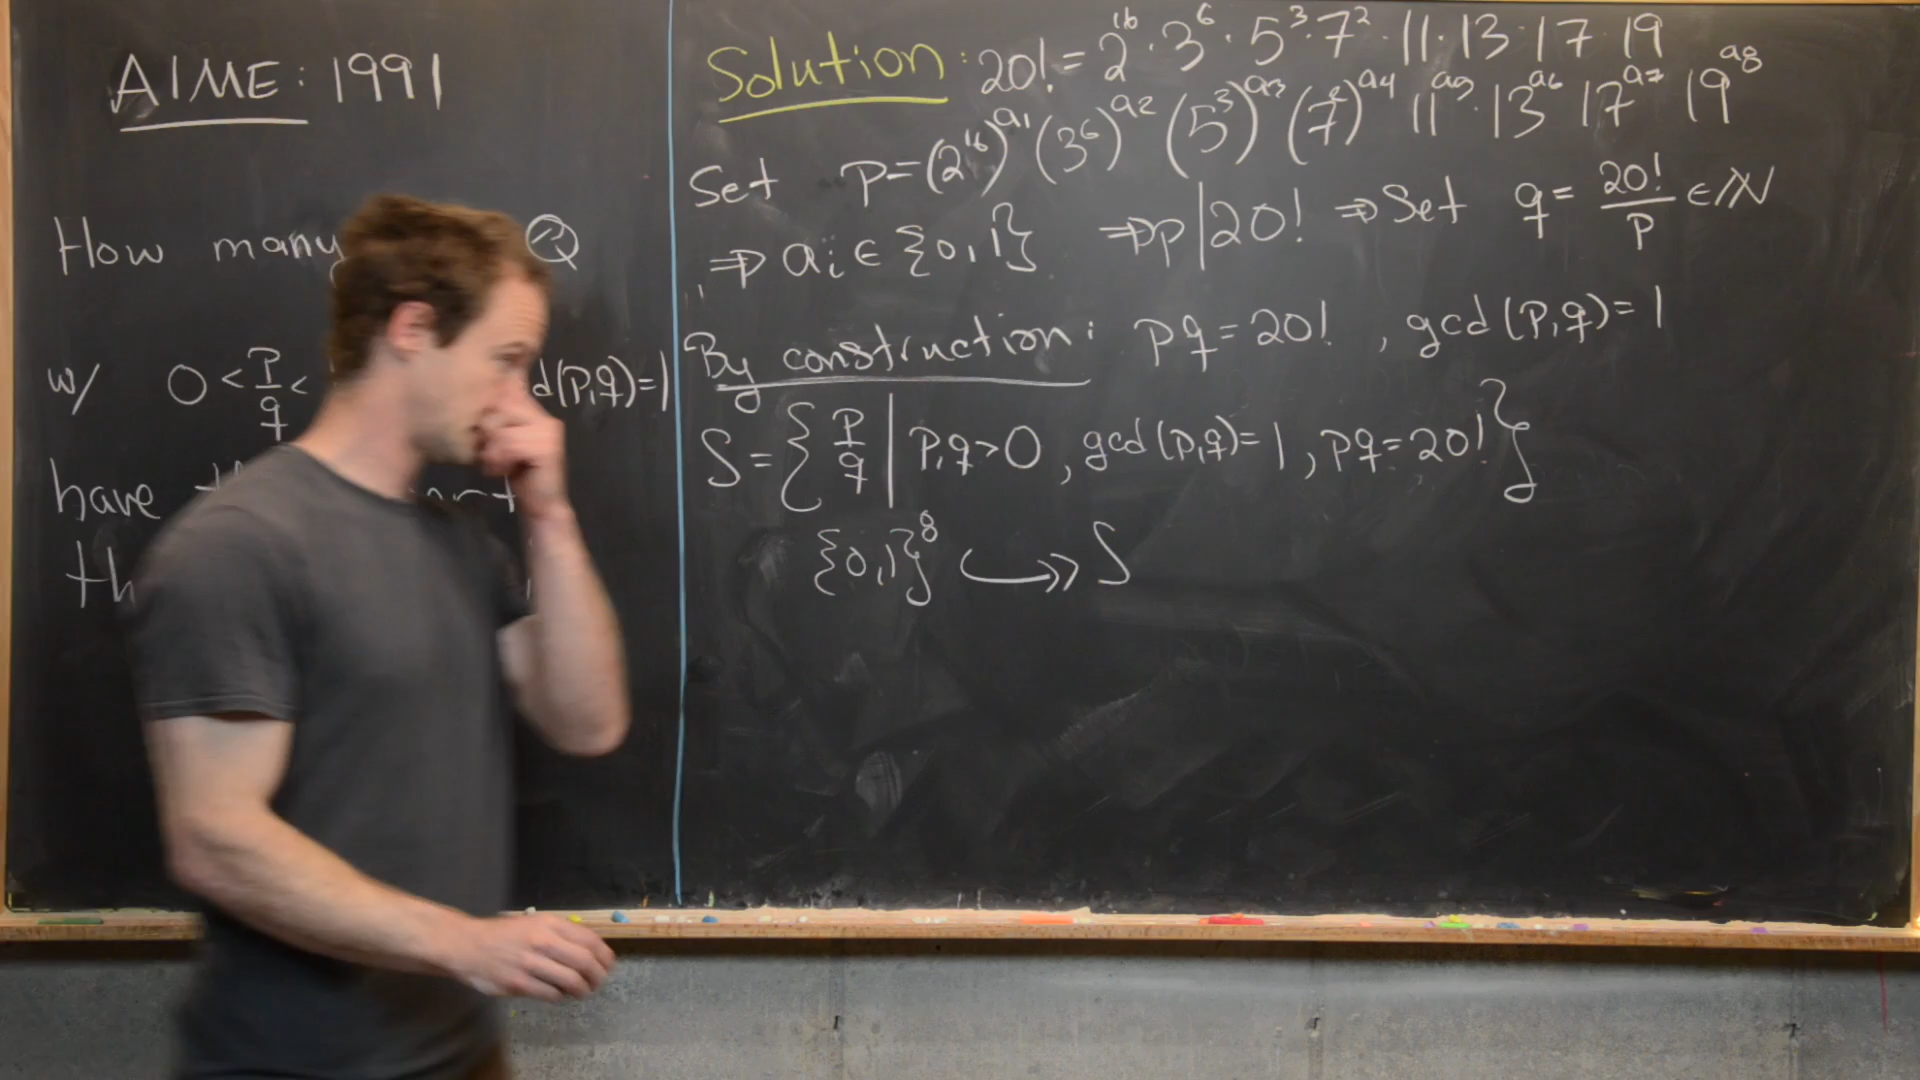 AIME: 1991
How many ℚ
w/ 0 < p/q < d(p,q)=1
have
th
Solution: 20! = 2^16 · 3^6 · 5^3 · 7^2 · 11 · 13 · 17 · 19
Set p = (2^16)^a1 (3^6)^a2 (5^3)^a3 (7^2)^a4 11^a5 · 13^a6 17^a7 19^a8
⇒ ai ∈ {0,1} ⇒ p|20! ⇒ Set q = 20!/p ∈ ℕ
By construction: pq = 20! , gcd(p,q) = 1
S = { p/q | p,q > 0 , gcd(p,q) = 1 , pq = 20! }
{0,1}^8 ↪↠ S